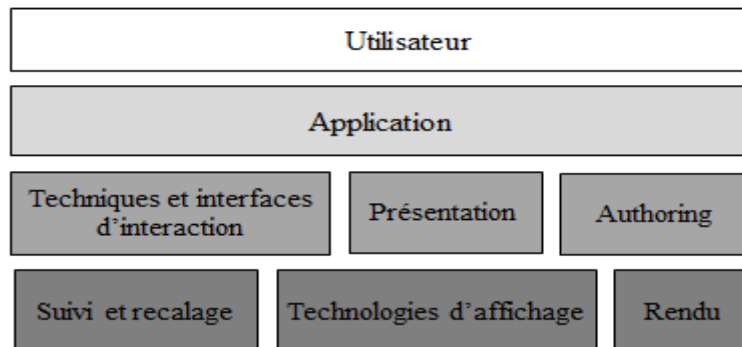 Utilisateur
Application
Techniques et interfaces
d'interaction
Présentation
Authoring
Suivi et recalage
Technologies d'affichage
Rendu